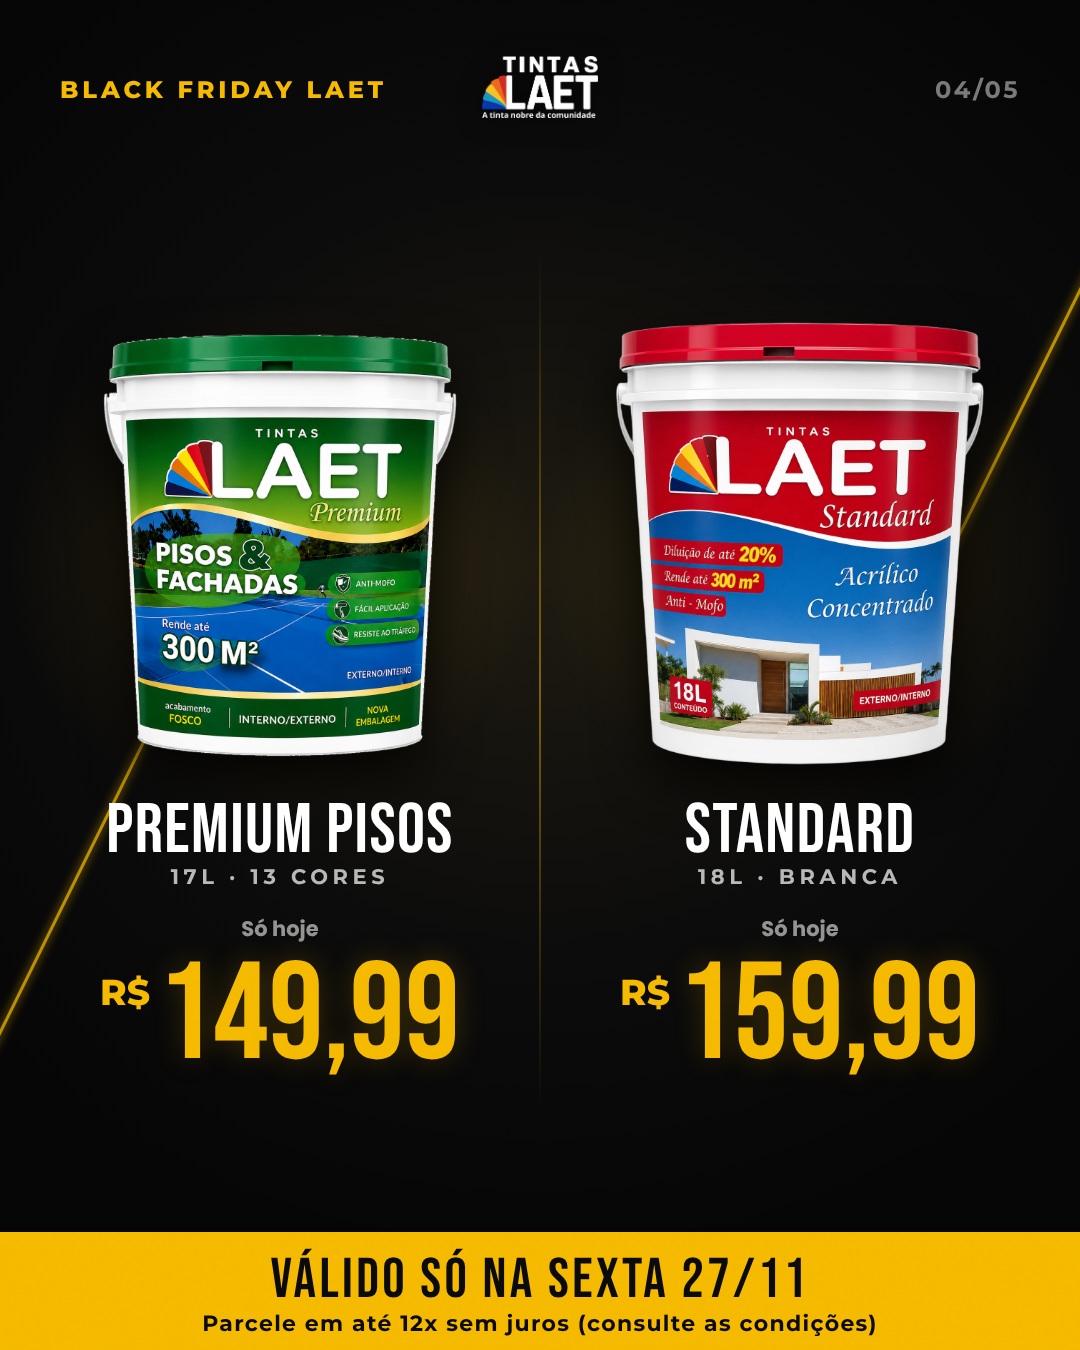 BLACK FRIDAY LAET
TINTAS
LAET
A tinta nobre da comunidade
04/05
TINTAS
LAET
Premium
PISOS &
FACHADAS
ANTI-MOFO
FÁCIL APLICAÇÃO
RESISTE AO TRÁFEGO
Rende até
300 M²
EXTERNO/INTERNO
acabamento
FOSCO
INTERNO/EXTERNO
NOVA
EMBALAGEM
TINTAS
LAET
Standard
Diluição de até 20%
Rende até 300 m²
Anti - Mofo
Acrílico
Concentrado
18L
CONTEÚDO
EXTERNO/INTERNO
PREMIUM PISOS
17L · 13 CORES
Só hoje
R$ 149,99
STANDARD
18L · BRANCA
Só hoje
R$ 159,99
VÁLIDO SÓ NA SEXTA 27/11
Parcele em até 12x sem juros (consulte as condições)